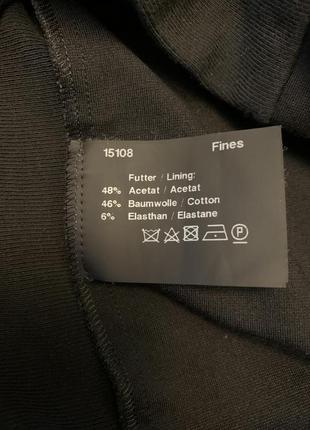 15108 Fines
Futter / Lining:
48% Acetat / Acetat
46% Baumwolle / Cotton
6% Elasthan / Elastane
P